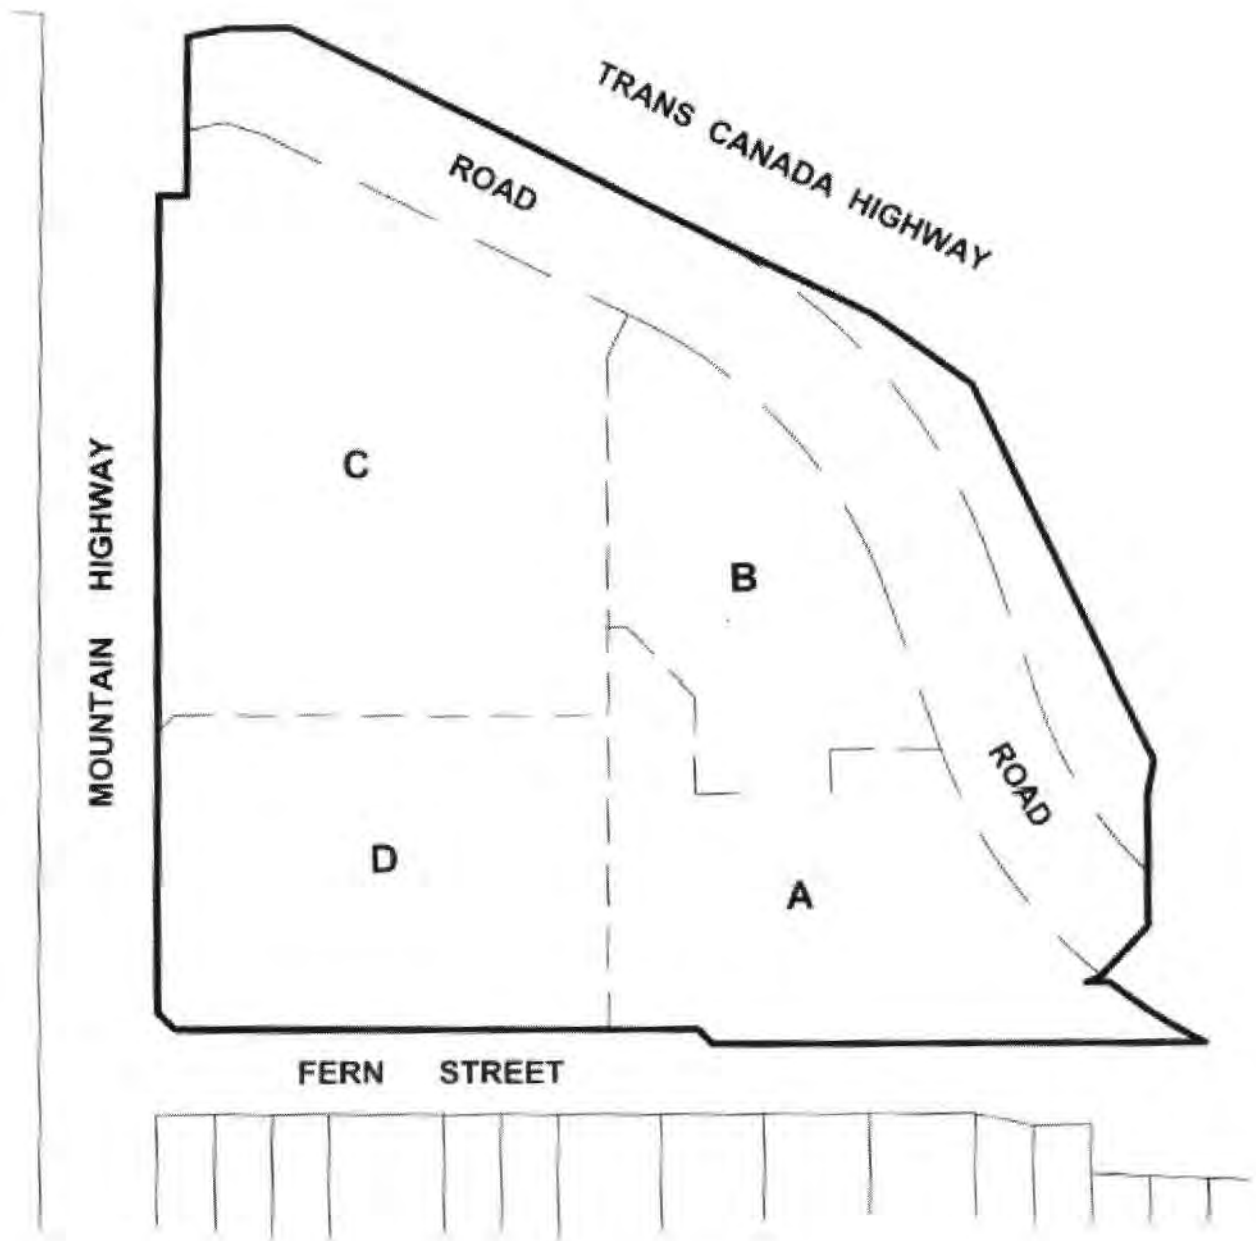 TRANS CANADA HIGHWAY
ROAD
C
MOUNTAIN HIGHWAY
B
ROAD
D
A
FERN STREET